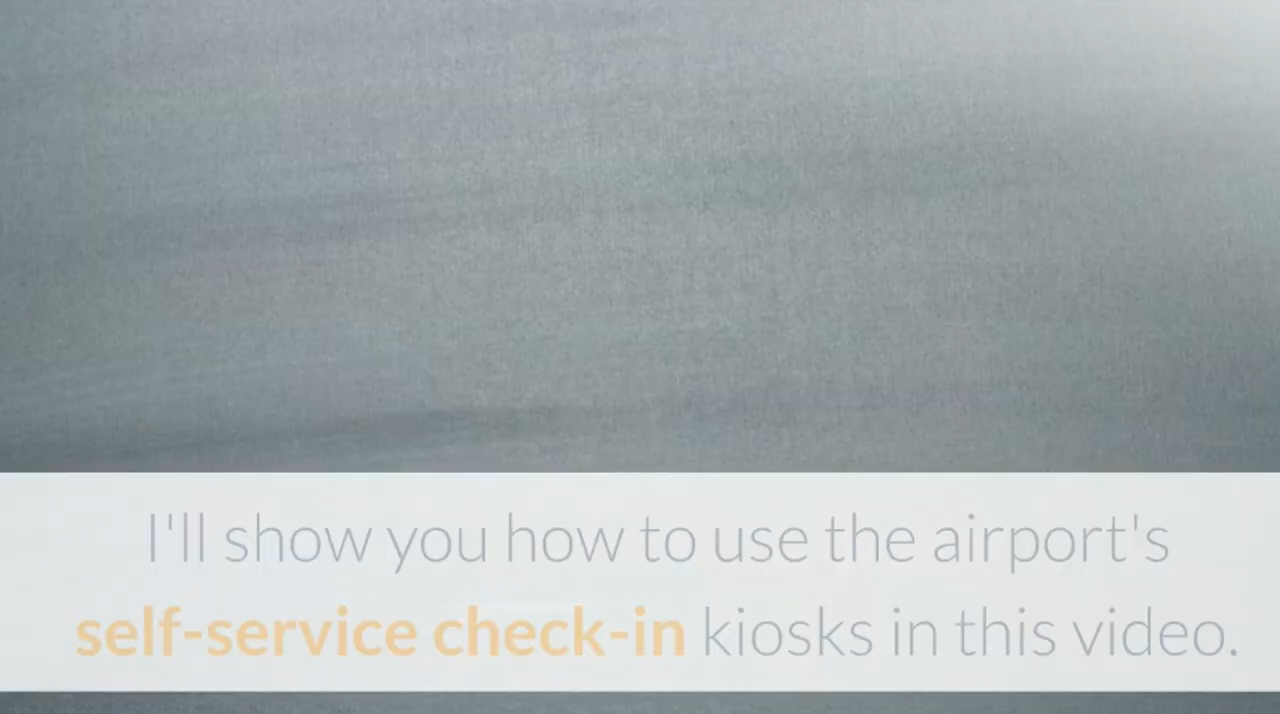 I'll show you how to use the airport's
self-service check-in kiosks in this video.